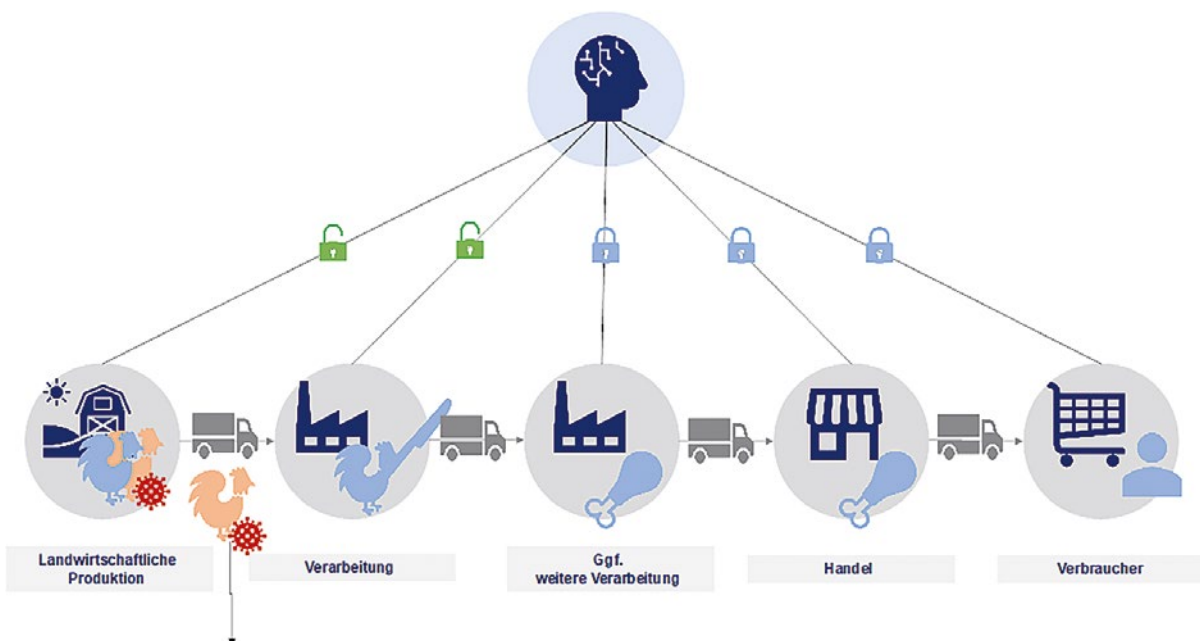 Landwirtschaftliche
Produktion
Verarbeitung
Ggf.
weitere Verarbeitung
Handel
Verbraucher